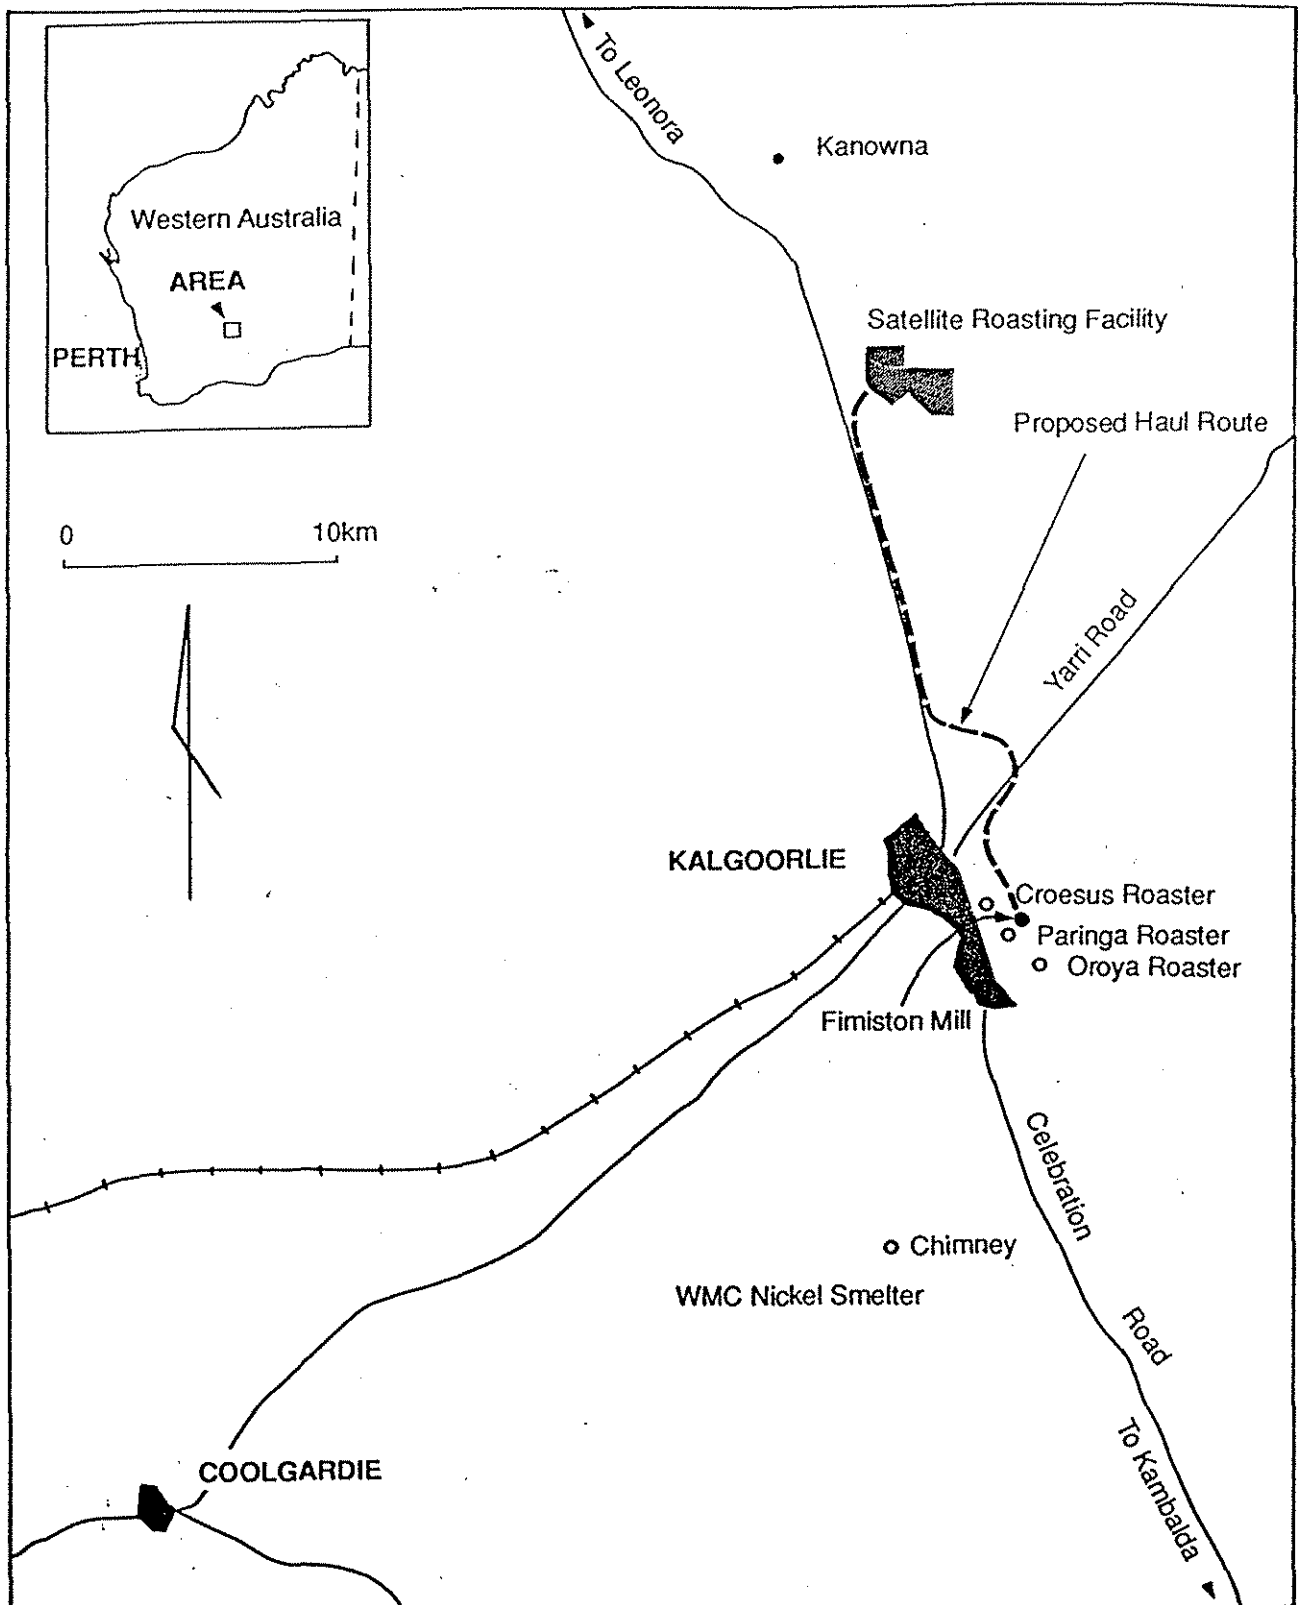 To Leonora
Kanowna
Western Australia
AREA
PERTH
Satellite Roasting Facility
Proposed Haul Route
0 10km
Yarri Road
KALGOORLIE
Croesus Roaster
Paringa Roaster
Oroya Roaster
Fimiston Mill
Celebration
Road
Chimney
WMC Nickel Smelter
COOLGARDIE
To Kambalda